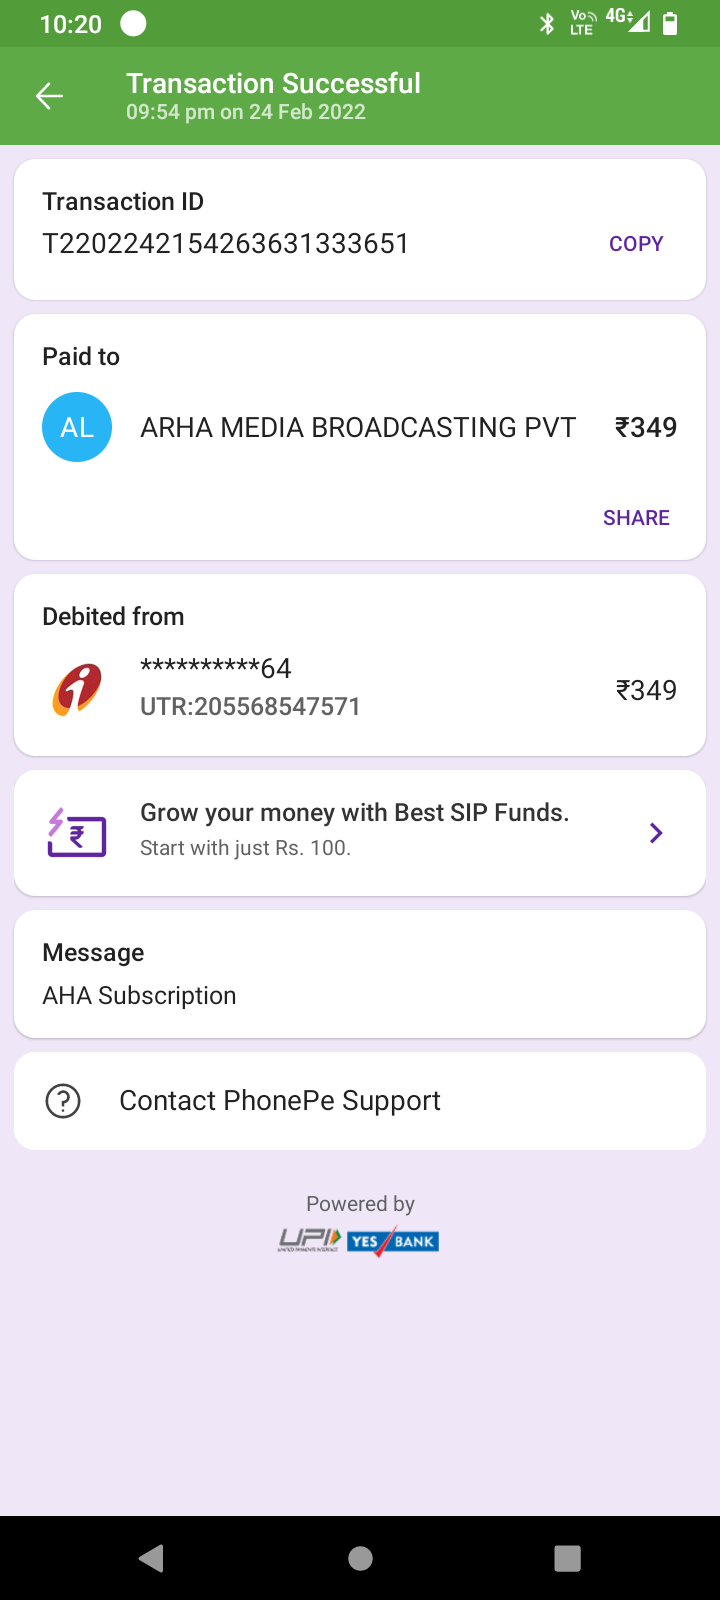 10:20
Vo LTE 4G
Transaction Successful
09:54 pm on 24 Feb 2022
Transaction ID
T2202242154263631333651 COPY
Paid to
AL ARHA MEDIA BROADCASTING PVT ₹349
SHARE
Debited from
**********64
UTR:205568547571 ₹349
Grow your money with Best SIP Funds.
Start with just Rs. 100.
Message
AHA Subscription
Contact PhonePe Support
Powered by
UPI YES BANK
UNIFIED PAYMENTS INTERFACE